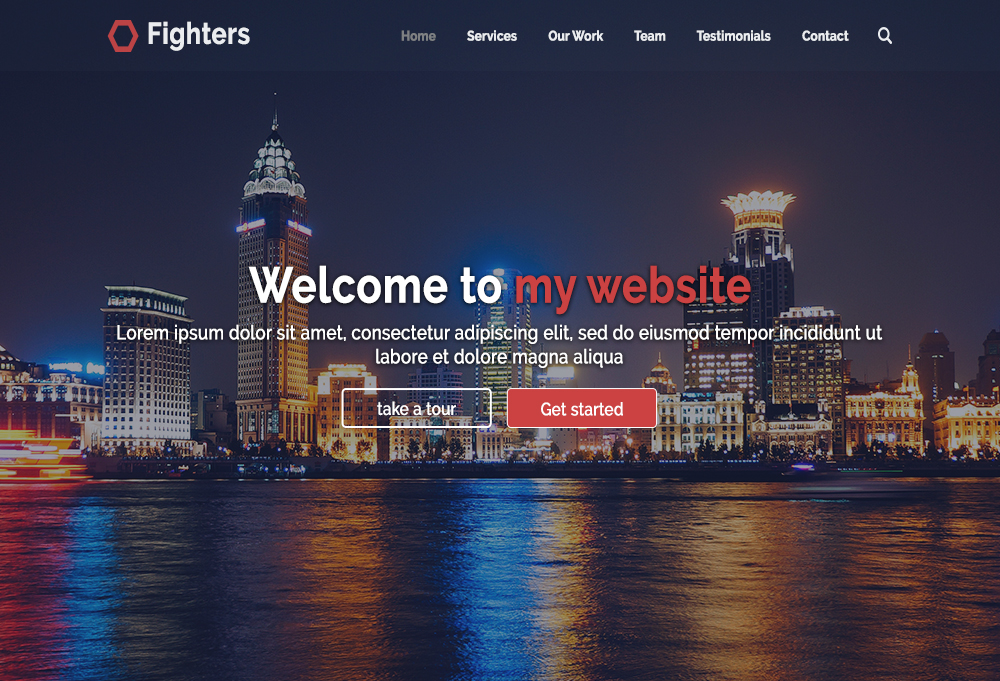 Fighters
Home Services Our Work Team Testimonials Contact
Welcome to my website
Lorem ipsum dolor sit amet, consectetur adipiscing elit, sed do eiusmod tempor incididunt ut
labore et dolore magna aliqua
take a tour Get started